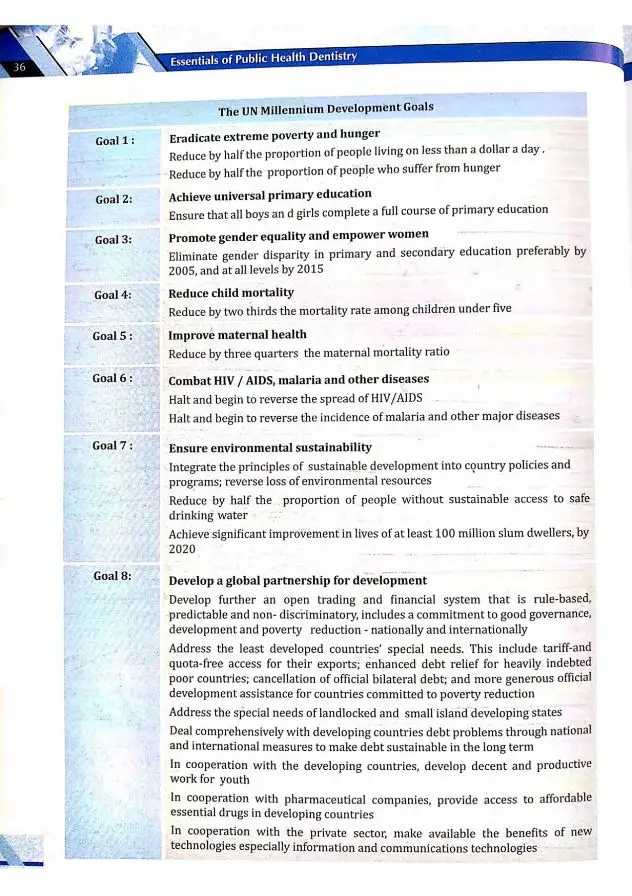 36
Essentials of Public Health Dentistry
The UN Millennium Development Goals
Goal 1 :
Eradicate extreme poverty and hunger
Reduce by half the proportion of people living on less than a dollar a day .
Reduce by half the proportion of people who suffer from hunger
Goal 2:
Achieve universal primary education
Ensure that all boys an d girls complete a full course of primary education
Goal 3:
Promote gender equality and empower women
Eliminate gender disparity in primary and secondary education preferably by
2005, and at all levels by 2015
Goal 4:
Reduce child mortality
Reduce by two thirds the mortality rate among children under five
Goal 5 :
Improve maternal health
Reduce by three quarters the maternal mortality ratio
Goal 6 :
Combat HIV / AIDS, malaria and other diseases
Halt and begin to reverse the spread of HIV/AIDS
Halt and begin to reverse the incidence of malaria and other major diseases
Goal 7 :
Ensure environmental sustainability
Integrate the principles of sustainable development into country policies and
programs; reverse loss of environmental resources
Reduce by half the proportion of people without sustainable access to safe
drinking water
Achieve significant improvement in lives of at least 100 million slum dwellers, by
2020
Goal 8:
Develop a global partnership for development
Develop further an open trading and financial system that is rule-based,
predictable and non- discriminatory, includes a commitment to good governance,
development and poverty reduction - nationally and internationally
Address the least developed countries' special needs. This include tariff-and
quota-free access for their exports; enhanced debt relief for heavily indebted
poor countries; cancellation of official bilateral debt; and more generous official
development assistance for countries committed to poverty reduction
Address the special needs of landlocked and small island developing states
Deal comprehensively with developing countries debt problems through national
and international measures to make debt sustainable in the long term
In cooperation with the developing countries, develop decent and productive
work for youth
In cooperation with pharmaceutical companies, provide access to affordable
essential drugs in developing countries
In cooperation with the private sector, make available the benefits of new
technologies especially information and communications technologies